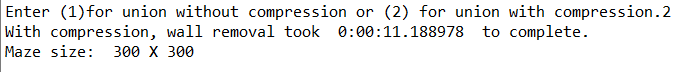 Enter (1)for union without compression or (2) for union with compression.2
With compression, wall removal took  0:00:11.188978  to complete.
Maze size:  300 X 300